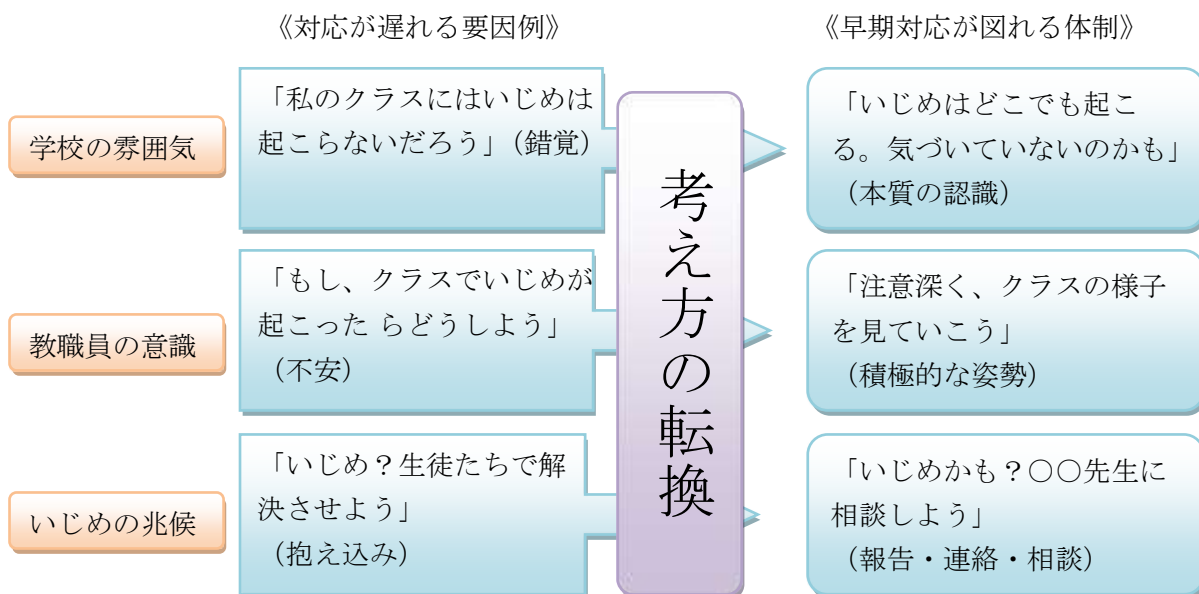 《対応が遅れる要因例》
《早期対応が図れる体制》
学校の雰囲気
「私のクラスにはいじめは
起こらないだろう」(錯覚)
「いじめはどこでも起こ
る。気づいていないのかも」
(本質の認識)
教職員の意識
「もし、クラスでいじめが
起こった らどうしよう」
(不安)
「注意深く、クラスの様子
を見ていこう」
(積極的な姿勢)
いじめの兆候
「いじめ?生徒たちで解
決させよう」
(抱え込み)
「いじめかも?○○先生に
相談しよう」
(報告・連絡・相談)
考え方の転換